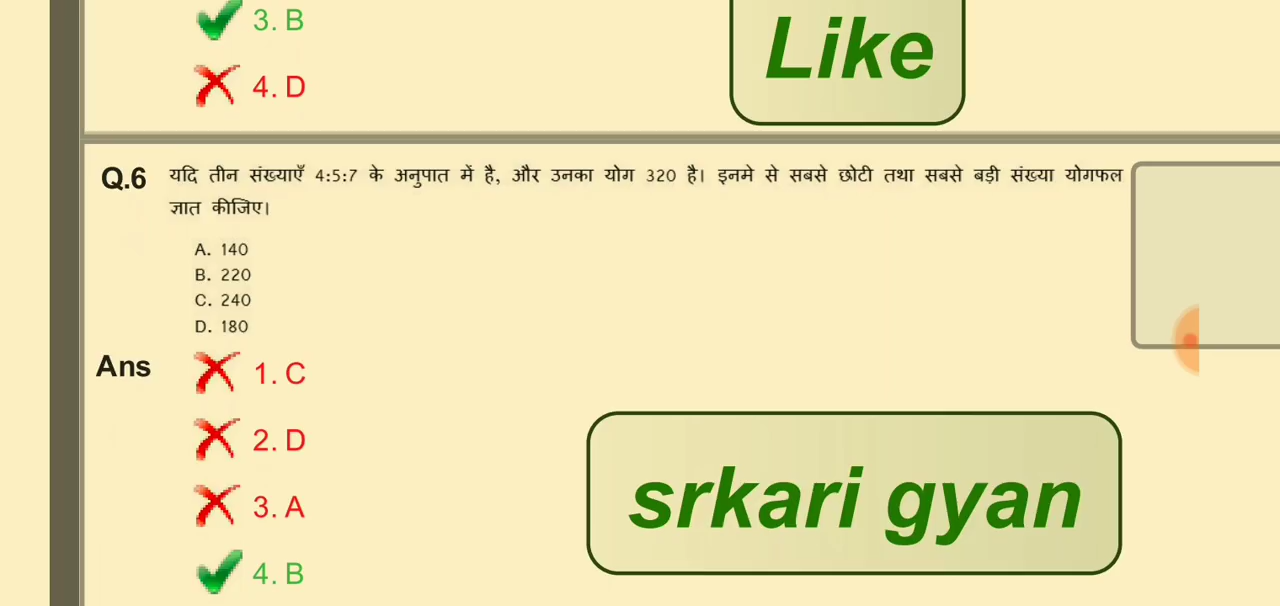 3. B
Like
4. D
Q.6 यदि तीन संख्याएँ 4:5:7 के अनुपात में है, और उनका योग 320 है। इनमे से सबसे छोटी तथा सबसे बड़ी संख्या योगफल
ज्ञात कीजिए।
A. 140
B. 220
C. 240
D. 180
Ans
1. C
2. D
3. A
srkari gyan
4. B